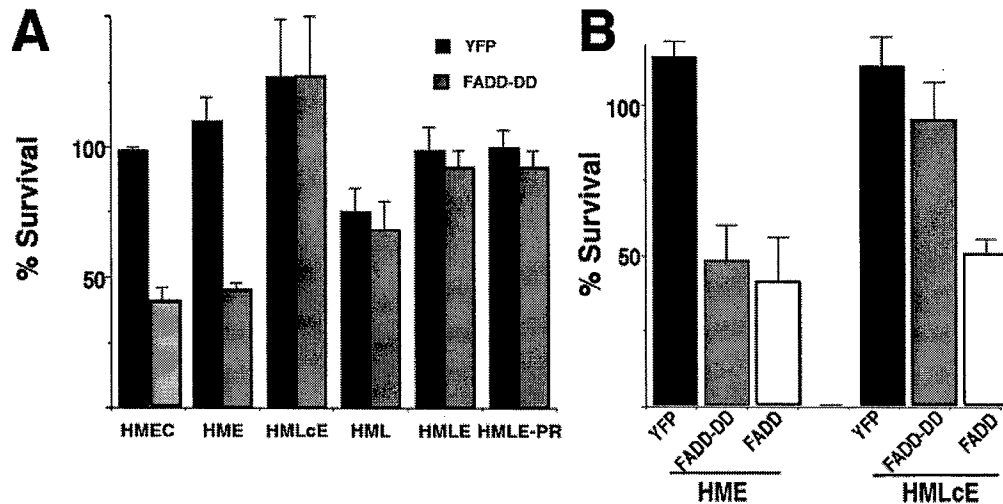 A
% Survival
100
50
YFP
FADD-DD
HMEC HME HMLcE HML HMLE HMLE-PR
B
% Survival
100
50
YFP FADD-DD FADD YFP FADD-DD FADD
HME HMLcE